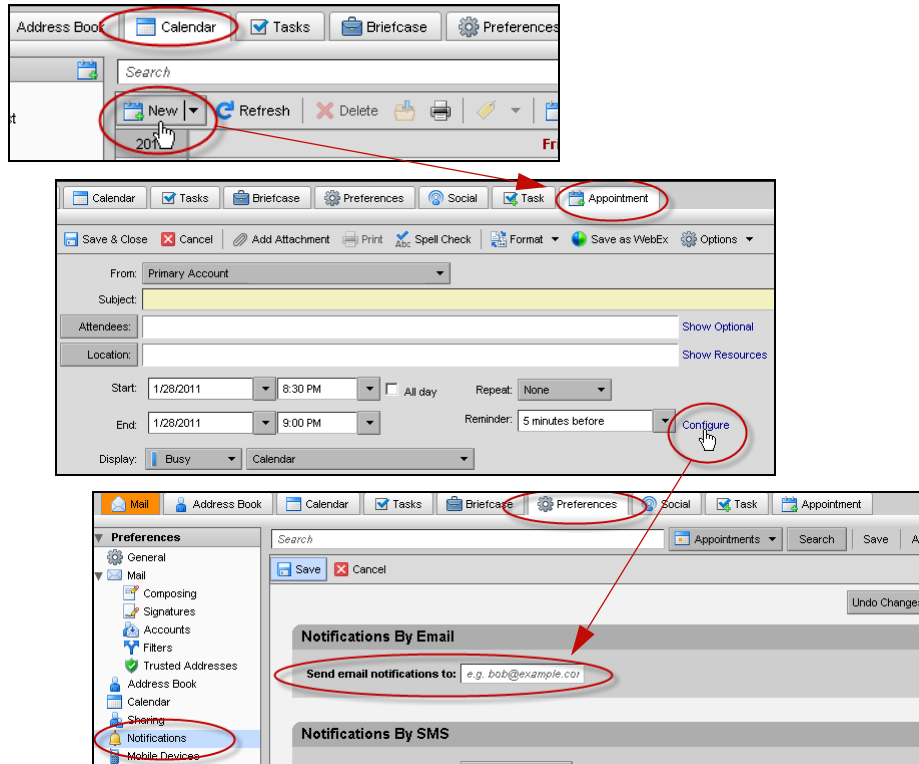 Address Book Calendar Tasks Briefcase Preferences
Search
New Refresh Delete
Calendar Tasks Briefcase Preferences Social Task Appointment
Save & Close Cancel Add Attachment Print Spell Check Format Save as WebEx Options
From: Primary Account
Subject:
Attendees: Show Optional
Location: Show Resources
Start: 1/28/2011 8:30 PM All day Repeat: None
End: 1/28/2011 9:00 PM Reminder: 5 minutes before Configure
Display: Busy Calendar
Mail Address Book Calendar Tasks Briefcase Preferences Social Task Appointment
Preferences Search Appointments Search Save
General
Save Cancel
Mail
Composing
Undo Changes
Signatures
Accounts
Notifications By Email
Filters
Trusted Addresses
Send email notifications to: e.g. bob@example.co
Address Book
Calendar
Sharing
Notifications
Notifications By SMS
Mobile Devices